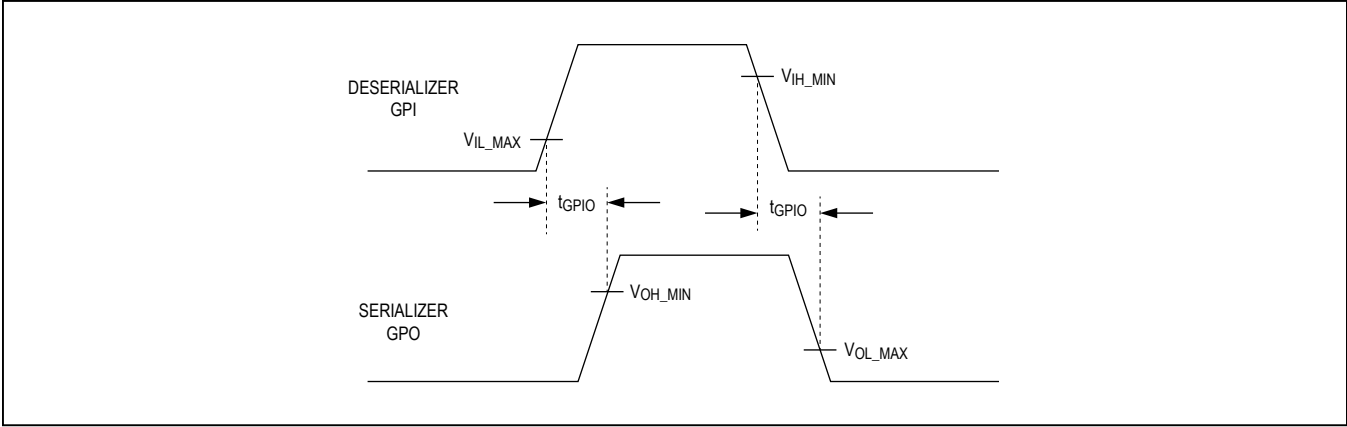 DESERIALIZER
GPI
VIH_MIN
VIL_MAX
tGPIO
tGPIO
VOH_MIN
SERIALIZER
GPO
VOL_MAX